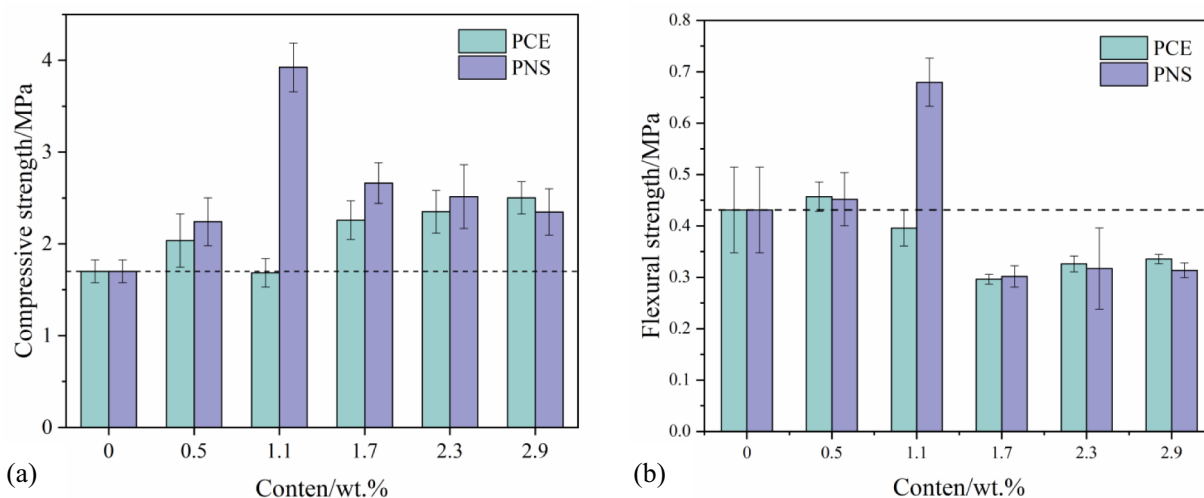 PCE
PNS
4
3
2
1
0
Compressive strength/MPa
0 0.5 1.1 1.7 2.3 2.9
(a)
Conten/wt.%
PCE
PNS
0.8
0.7
0.6
0.5
0.4
0.3
0.2
0.1
0.0
Flexural strength/MPa
0 0.5 1.1 1.7 2.3 2.9
(b)
Conten/wt.%